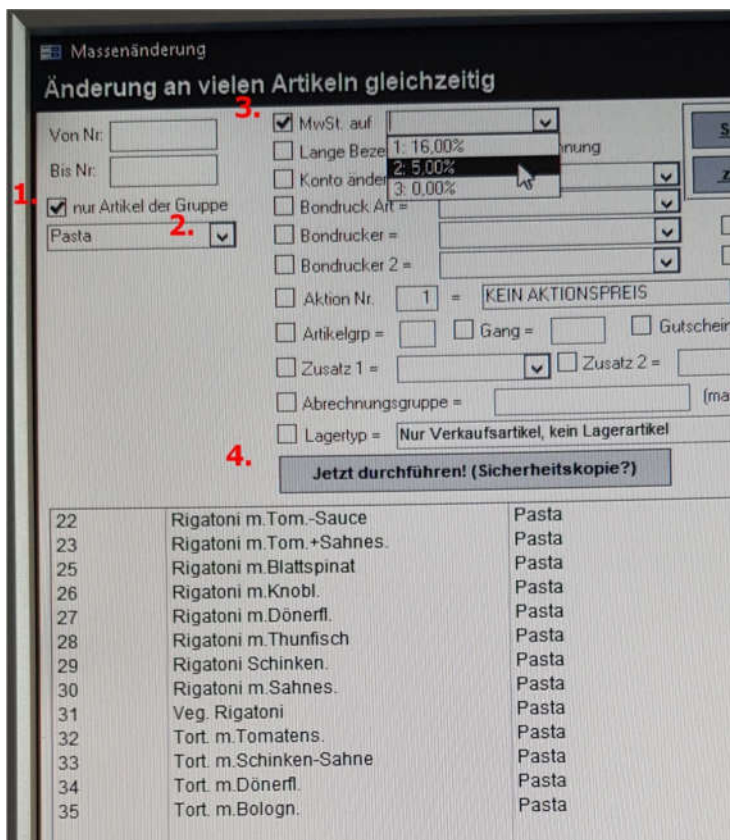 Massenänderung
Änderung an vielen Artikeln gleichzeitig
3.
Von Nr:
MwSt. auf
1: 16,00%
Bis Nr:
Lange Beze
2: 5,00%
Konto änder
3: 0,00%
1.
nur Artikel der Gruppe
Bondruck Art =
Pasta
2.
Bondrucker =
Bondrucker 2 =
Aktion Nr. 1 = KEIN AKTIONSPREIS
Artikelgrp = Gang = Gutschein
Zusatz 1 = Zusatz 2 =
Abrechnungsgruppe = (ma
Lagertyp = Nur Verkaufsartikel, kein Lagerartikel
4.
Jetzt durchführen! (Sicherheitskopie?)
22 Rigatoni m.Tom.-Sauce Pasta
23 Rigatoni m.Tom.+Sahnes. Pasta
25 Rigatoni m.Blattspinat Pasta
26 Rigatoni m.Knobl. Pasta
27 Rigatoni m.Dönerfl. Pasta
28 Rigatoni m.Thunfisch Pasta
29 Rigatoni Schinken. Pasta
30 Rigatoni m.Sahnes. Pasta
31 Veg. Rigatoni Pasta
32 Tort. m.Tomatens. Pasta
33 Tort. m.Schinken-Sahne Pasta
34 Tort. m.Dönerfl. Pasta
35 Tort. m.Bologn. Pasta